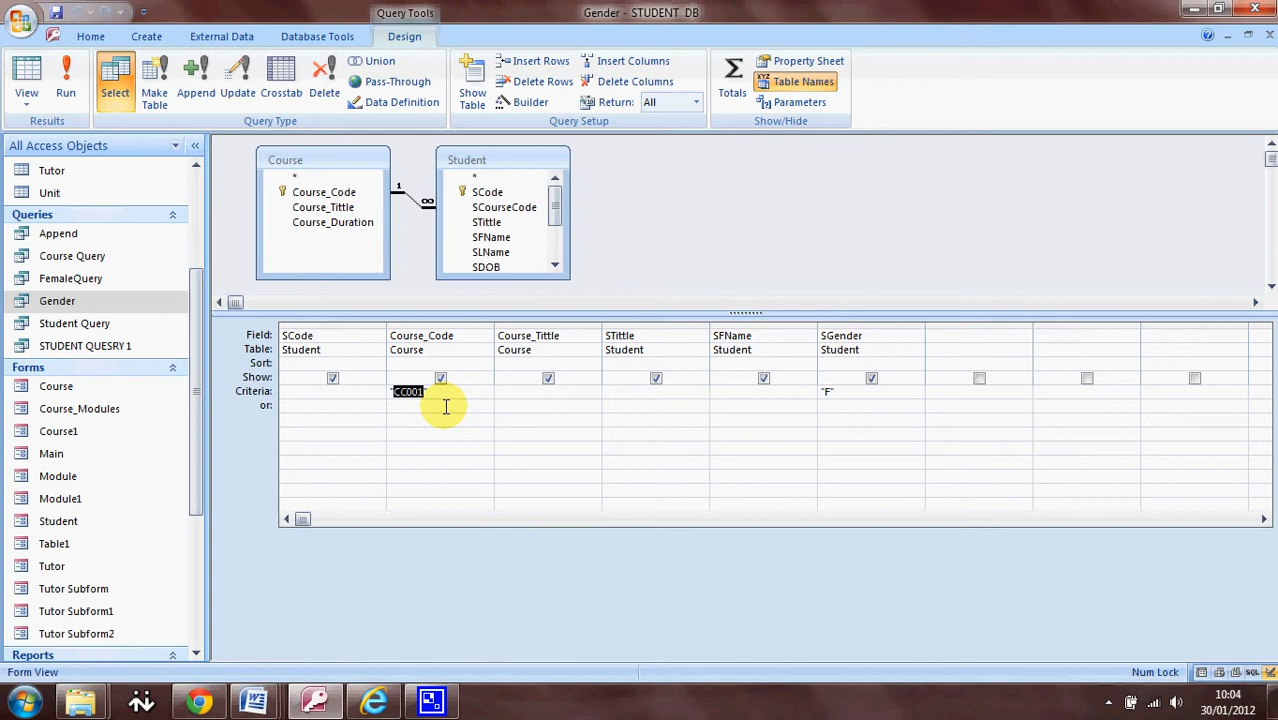 Query Tools
Gender - STUDENT_DB
Home Create External Data Database Tools Design
View Run
Results
Select Make Table Append Update Crosstab Delete
Union
Pass-Through
Data Definition
Query Type
Show Table
Insert Rows
Delete Rows
Builder
Insert Columns
Delete Columns
Return: All
Query Setup
Totals
Property Sheet
Table Names
Parameters
Show/Hide
All Access Objects
Tutor
Unit
Queries
Append
Course Query
FemaleQuery
Gender
Student Query
STUDENT QUESRY 1
Forms
Course
Course_Modules
Course1
Main
Module
Module1
Student
Table1
Tutor
Tutor Subform
Tutor Subform1
Tutor Subform2
Reports
Course
*
Course_Code
Course_Tittle
Course_Duration
1
∞
Student
*
SCode
SCourseCode
STittle
SFName
SLName
SDOB
Field: SCode Course_Code Course_Tittle STittle SFName SGender
Table: Student Course Course Student Student Student
Sort:
Show:
Criteria: "CC001" "F"
or:
Form View
Num Lock
SQL
10:04
30/01/2012